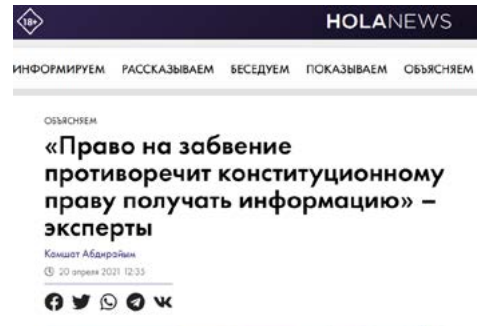 18+
HOLANEWS
ИНФОРМИРУЕМ РАССКАЗЫВАЕМ БЕСЕДУЕМ ПОКАЗЫВАЕМ ОБЪЯСНЯЕМ
ОБЪЯСНЯЕМ
«Право на забвение
противоречит конституционному
праву получать информацию» –
эксперты
Камшат Абдирайым
20 апреля 2021 12:35